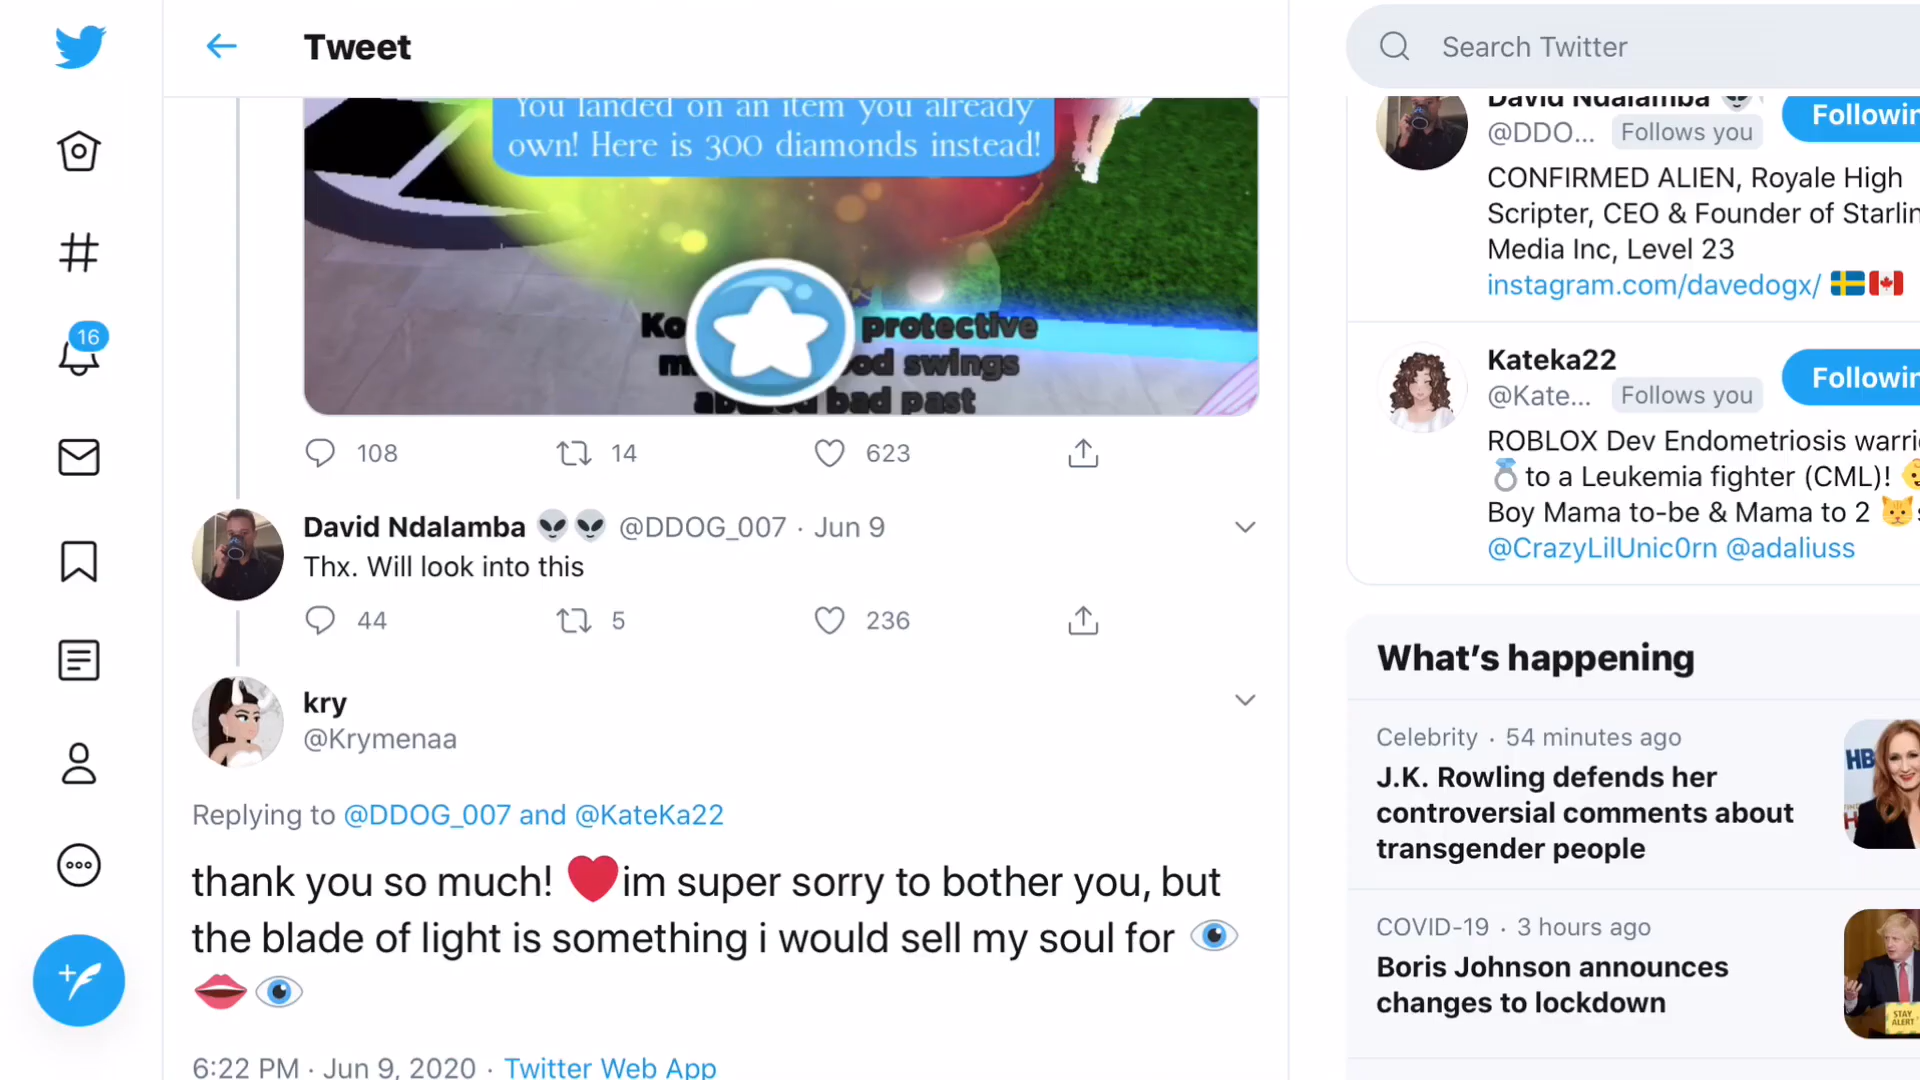 Tweet
Search Twitter
You landed on an item you already
own! Here is 300 diamonds instead!
Ko protective
od swings
bad past
108
14
623
David Ndalamba 👽👽 @DDOG_007 · Jun 9
Thx. Will look into this
44
5
236
kry
@Krymenaa
Replying to @DDOG_007 and @KateKa22
thank you so much! ❤️im super sorry to bother you, but
the blade of light is something i would sell my soul for 👁️
👄👁️
6:22 PM · Jun 9, 2020 · Twitter Web App
16
David Ndalamba 👽
@DDO... Follows you
Followin
CONFIRMED ALIEN, Royale High
Scripter, CEO & Founder of Starlin
Media Inc, Level 23
instagram.com/davedogx/ 🇸🇪🇨🇦
Kateka22
@Kate... Follows you
Followin
ROBLOX Dev Endometriosis warri
💍to a Leukemia fighter (CML)! 👶
Boy Mama to-be & Mama to 2 🐱s
@CrazyLilUnic0rn @adaliuss
What's happening
Celebrity · 54 minutes ago
J.K. Rowling defends her
controversial comments about
transgender people
HB
COVID-19 · 3 hours ago
Boris Johnson announces
changes to lockdown
STAY
ALERT